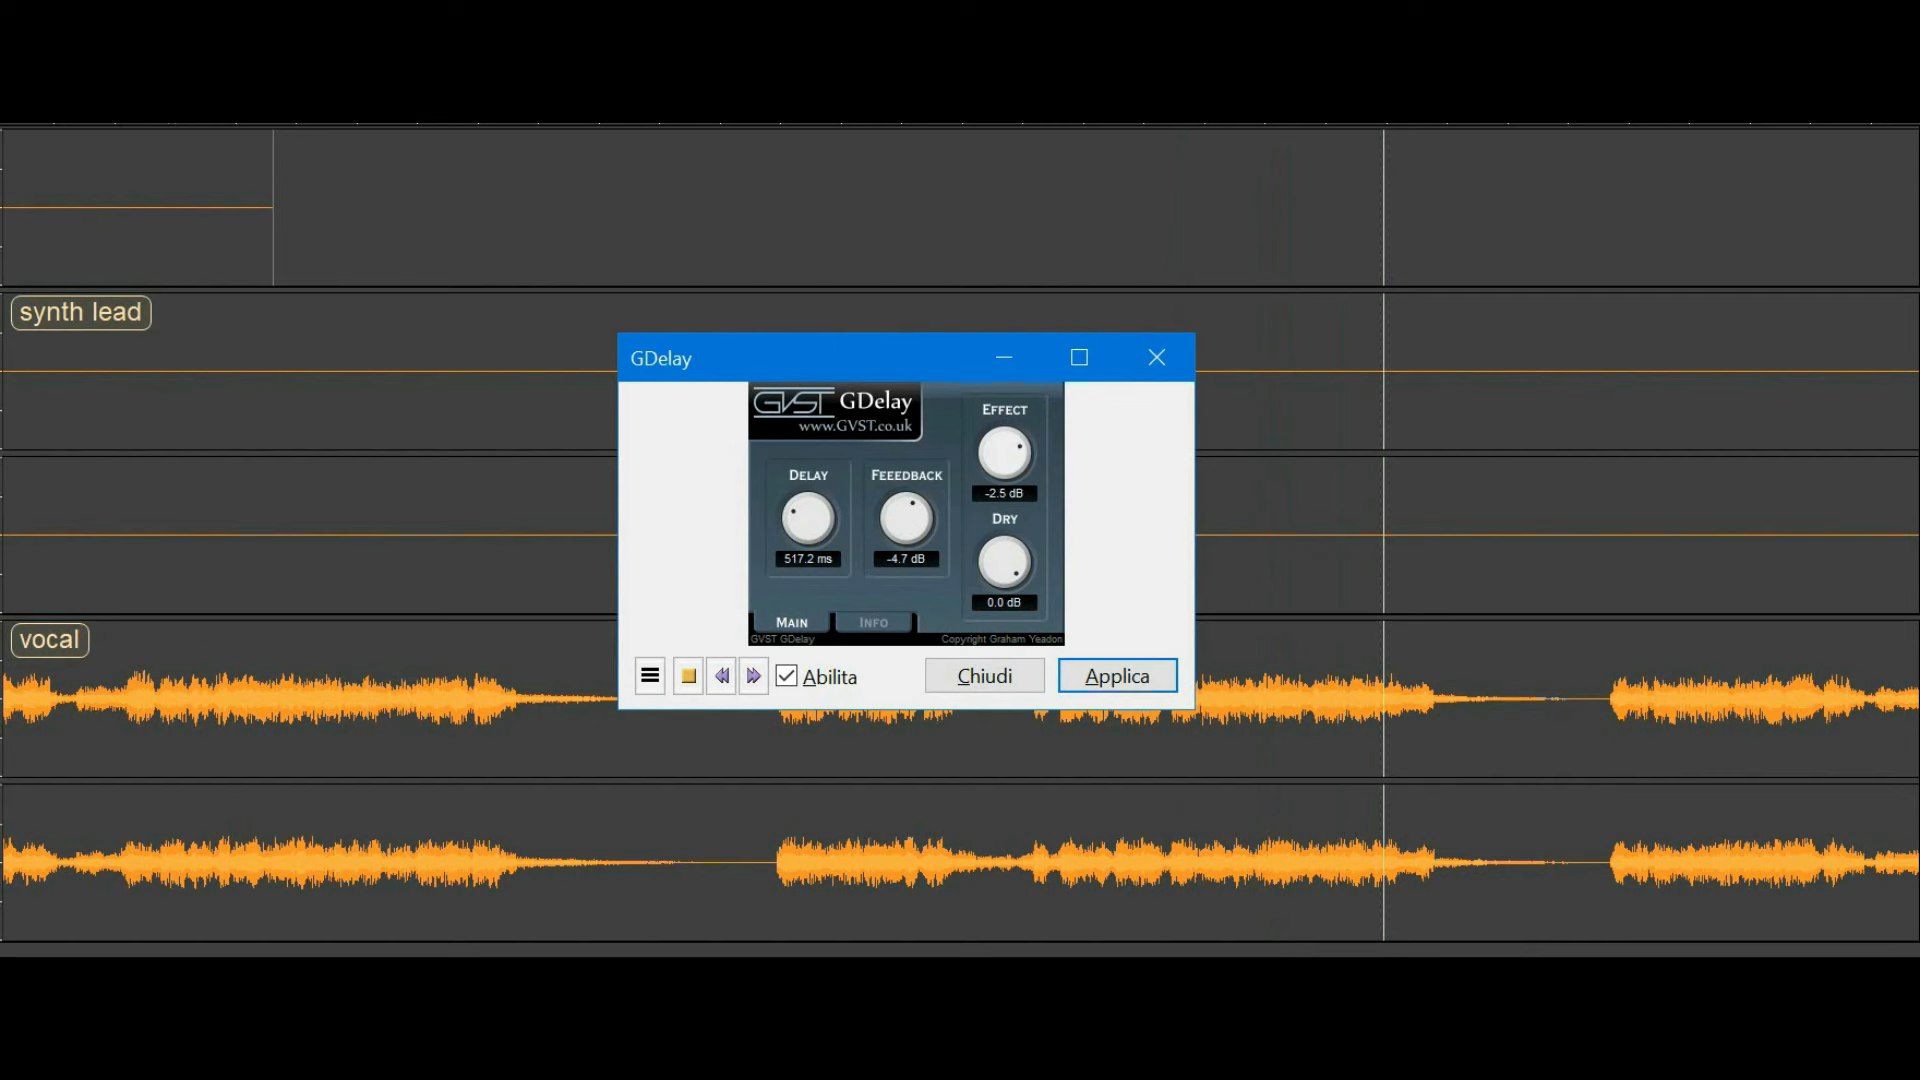 synth lead
GDelay
GVST GDelay
www.GVST.co.uk
EFFECT
-2.5 dB
DELAY
FEEEDBACK
517.2 ms
-4.7 dB
DRY
0.0 dB
MAIN
INFO
GVST GDelay
Copyright Graham Yeadon
vocal
Abilita
Chiudi
Applica